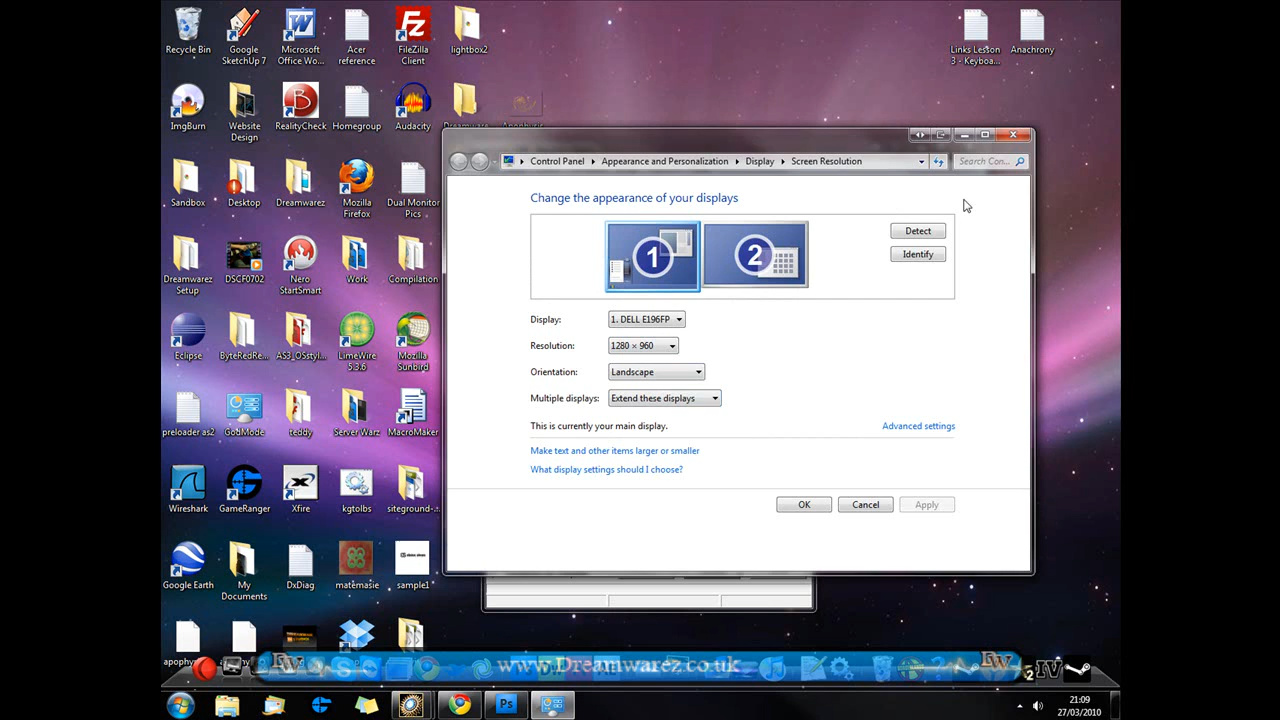 Recycle Bin
Google SketchUp 7
Microsoft Office Wo...
Acer reference
FileZilla Client
lightbox2
Links Lesson 3 - Keyboa...
Anachrony
ImgBurn
Website Design
RealityCheck
Homegroup
Audacity
Control Panel
Appearance and Personalization
Display
Screen Resolution
Search Con...
Change the appearance of your displays
1
2
Detect
Identify
Display:
1. DELL E196FP
Resolution:
1280 × 960
Orientation:
Landscape
Multiple displays:
Extend these displays
This is currently your main display.
Advanced settings
Make text and other items larger or smaller
What display settings should I choose?
OK
Cancel
Apply
Sandbox
Desktop
Dreamwarez
Mozilla Firefox
Dual Monitor Pics
Dreamwarez Setup
DSCF0702
Nero StartSmart
Work
Compilation
Eclipse
ByteRedRe...
AS3_OSstyl...
LimeWire 5.3.6
Mozilla Sunbird
preloader as2
GodMode
teddy
Server Warz
MacroMaker
Wireshark
GameRanger
Xfire
kgtolbs
siteground-...
Google Earth
My Documents
DxDiag
matemasie
sample1
www.Dreamwarez.co.uk
IV
Ps
21:09
27/03/2010